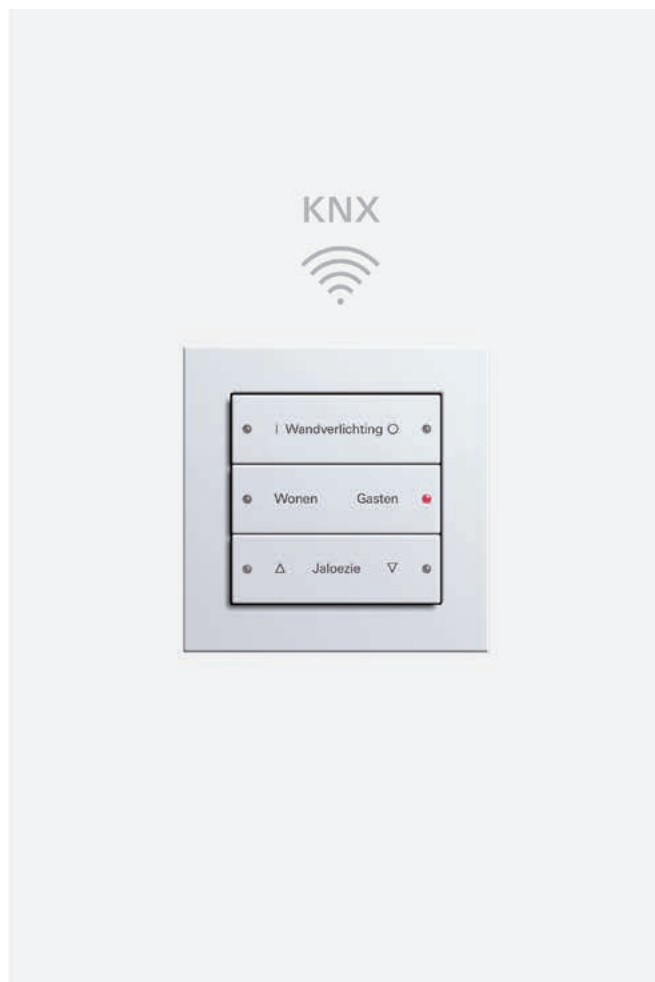 KNX
I Wandverlichting O
Wonen Gasten
△ Jaloezie ▽